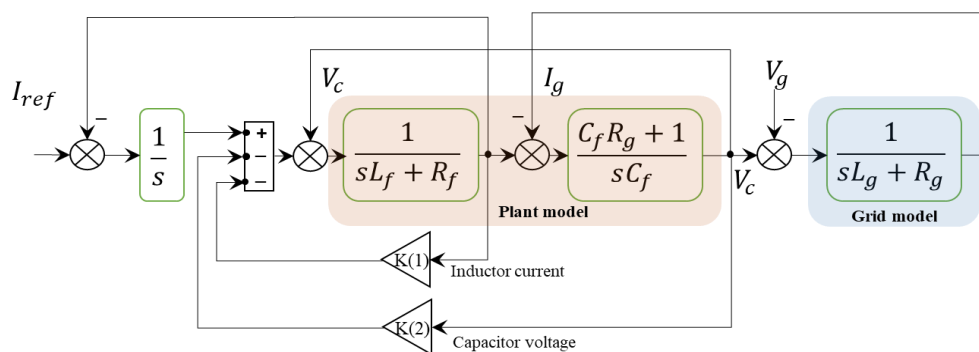 I_ref
−
1
s
+
−
−
V_c
1
sL_f + R_f
I_g
−
C_f R_g + 1
sC_f
V_c
V_g
−
1
sL_g + R_g
Plant model
Grid model
K(1)
Inductor current
K(2)
Capacitor voltage